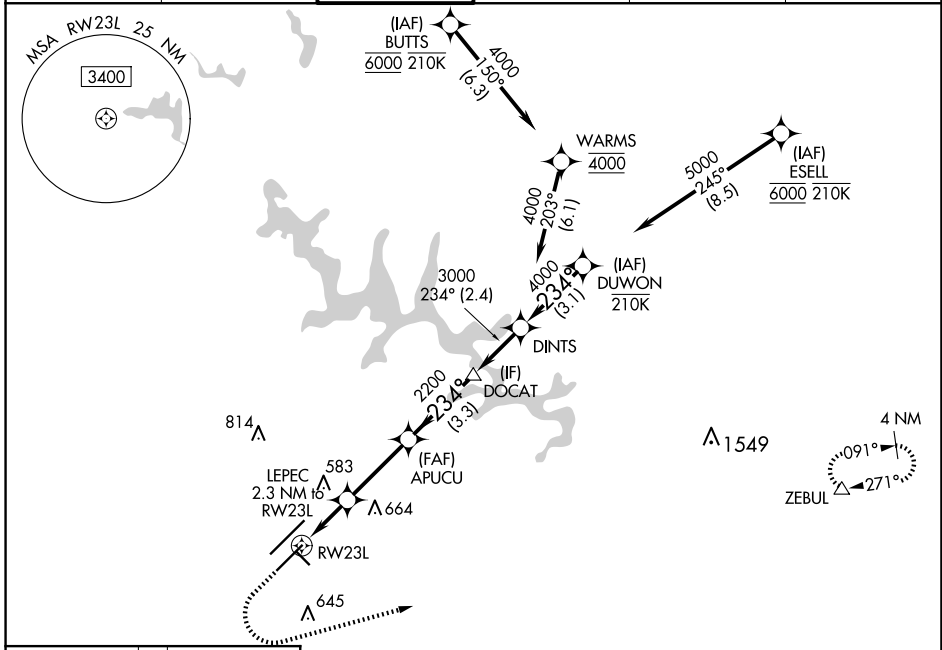 MSA RW23L 25 NM
3400
(IAF)
BUTTS
6000 210K
4000
150°
(6.3)
WARMS
4000
(IAF)
ESELL
6000 210K
5000
245°
(8.5)
4000
203°
(6.1)
(IAF)
DUWON
210K
4000
234°
(3.1)
3000
234° (2.4)
DINTS
(IF)
DOCAT
2200
234°
(3.3)
(FAF)
APUCU
814
583
LEPEC
2.3 NM to
RW23L
664
RW23L
645
1549
4 NM
091°
271°
ZEBUL